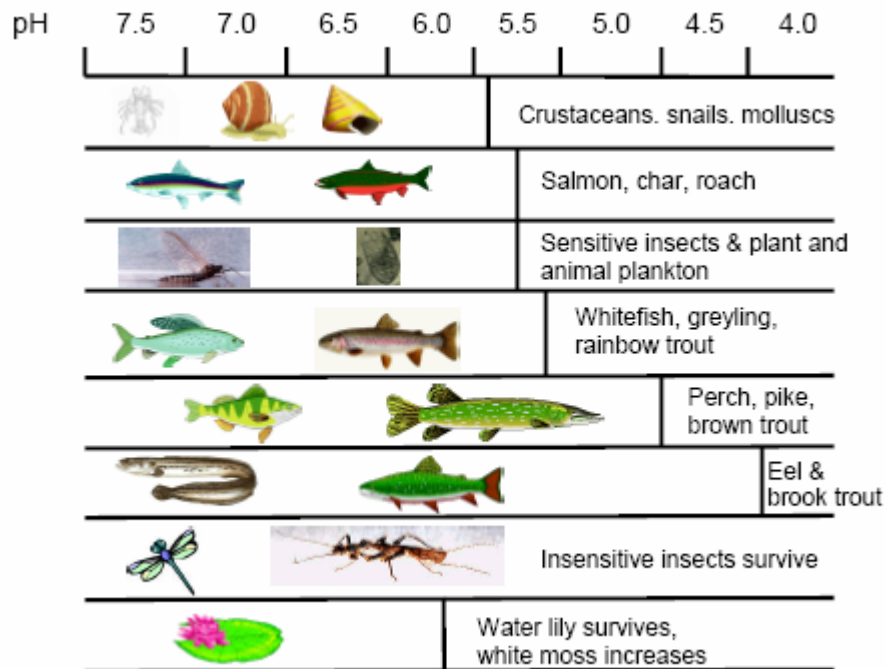 pH 7.5 7.0 6.5 6.0 5.5 5.0 4.5 4.0
Crustaceans. snails. molluscs
Salmon, char, roach
Sensitive insects & plant and
animal plankton
Whitefish, greyling,
rainbow trout
Perch, pike,
brown trout
Eel &
brook trout
Insensitive insects survive
Water lily survives,
white moss increases